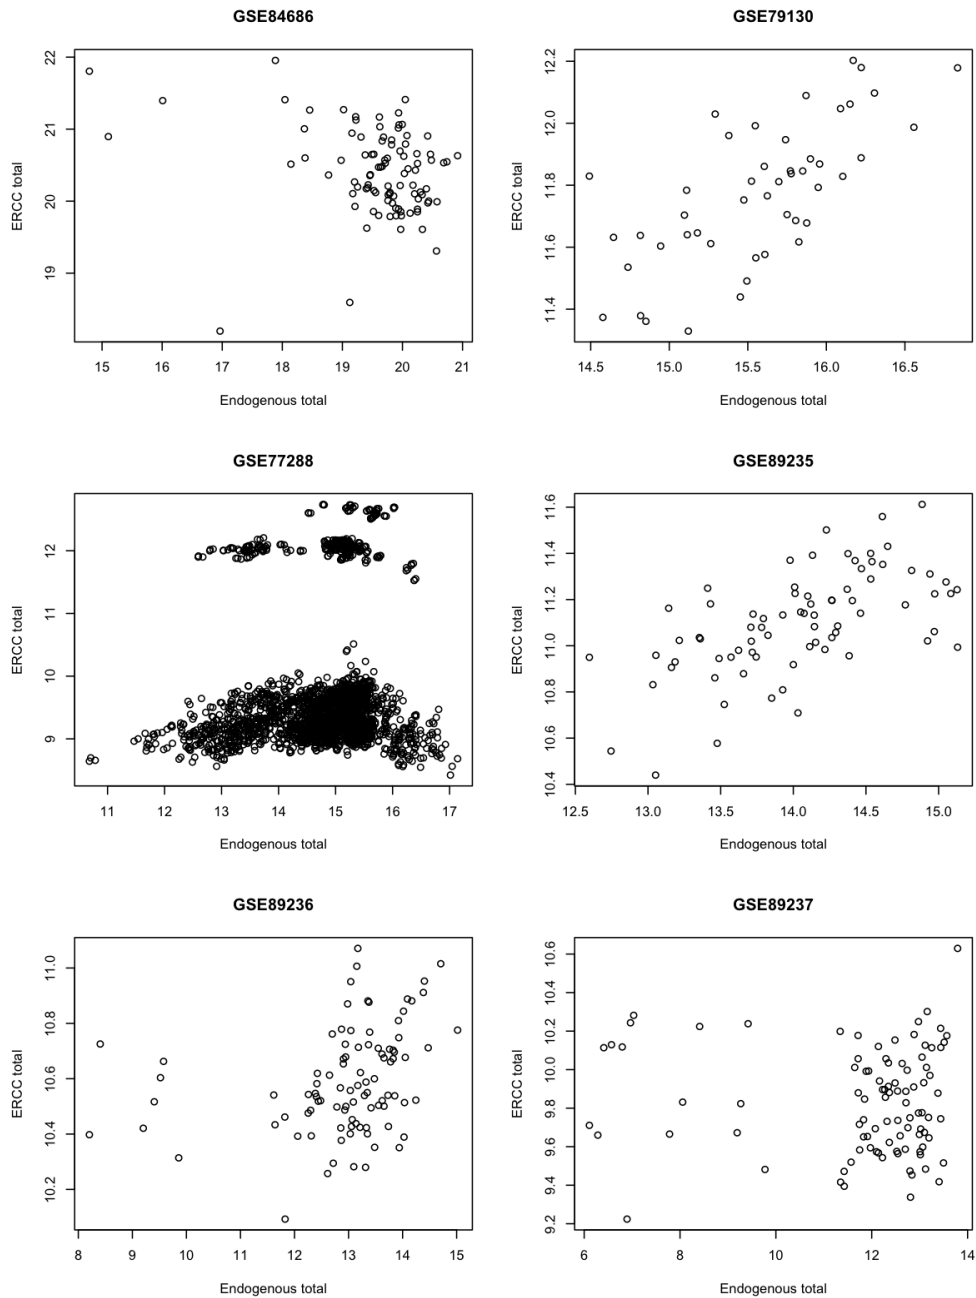 GSE84686
22
21
20
19
ERCC total
15 16 17 18 19 20 21
Endogenous total
GSE79130
12.2
12.0
11.8
11.6
11.4
ERCC total
14.5 15.0 15.5 16.0 16.5
Endogenous total
GSE77288
12
11
10
9
ERCC total
11 12 13 14 15 16 17
Endogenous total
GSE89235
11.6
11.4
11.2
11.0
10.8
10.6
10.4
ERCC total
12.5 13.0 13.5 14.0 14.5 15.0
Endogenous total
GSE89236
11.0
10.8
10.6
10.4
10.2
ERCC total
8 9 10 11 12 13 14 15
Endogenous total
GSE89237
10.6
10.4
10.2
10.0
9.8
9.6
9.4
9.2
ERCC total
6 8 10 12 14
Endogenous total